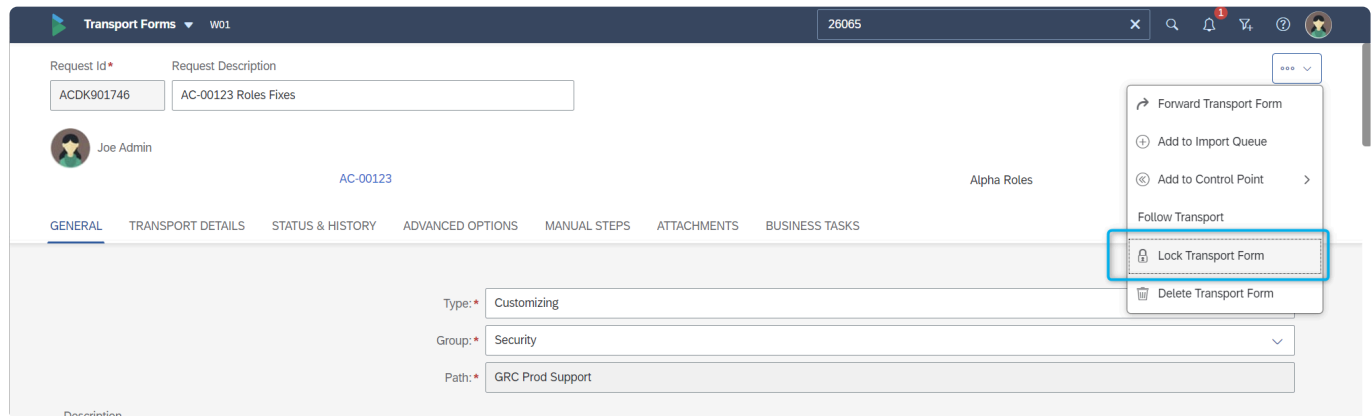 Transport Forms W01 26065 1
Request Id* Request Description
ACDK901746 AC-00123 Roles Fixes
Forward Transport Form
Joe Admin
Add to Import Queue
AC-00123 Alpha Roles
Add to Control Point
Follow Transport
GENERAL TRANSPORT DETAILS STATUS & HISTORY ADVANCED OPTIONS MANUAL STEPS ATTACHMENTS BUSINESS TASKS
Lock Transport Form
Delete Transport Form
Type:* Customizing
Group:* Security
Path:* GRC Prod Support
Description